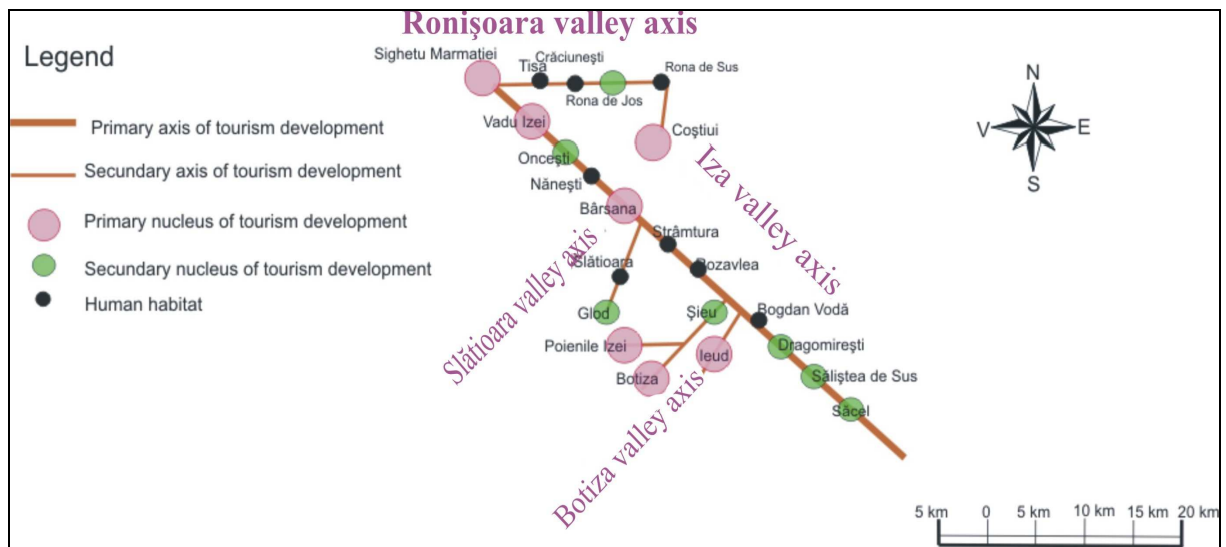 Ronişoara valley axis
Legend
Sighetu Marmaţiei
Crăciuneşti
Tisa
Rona de Sus
Rona de Jos
Primary axis of tourism development
Vadu Izei
Coştiui
N
V
E
S
Secundary axis of tourism development
Onceşti
Iza valley axis
Năneşti
Primary nucleus of tourism development
Bârsana
Strâmtura
Secundary nucleus of tourism development
Slătioara
Rozavlea
Slătioara valley axis
Human habitat
Glod
Şieu
Bogdan Vodă
Poienile Izei
Ieud
Dragomireşti
Botiza
Săliştea de Sus
Săcel
Botiza valley axis
5 km 0 5 km 10 km 15 km 20 km